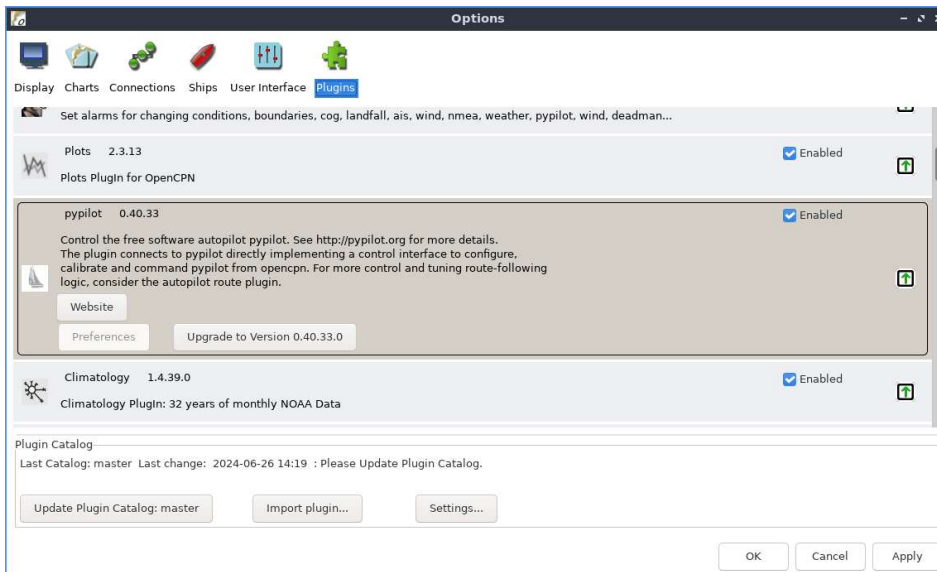 Options
Display Charts Connections Ships User Interface Plugins
Set alarms for changing conditions, boundaries, cog, landfall, ais, wind, nmea, weather, pypilot, wind, deadman...
Plots 2.3.13 Enabled
Plots PlugIn for OpenCPN
pypilot 0.40.33 Enabled
Control the free software autopilot pypilot. See http://pypilot.org for more details.
The plugin connects to pypilot directly implementing a control interface to configure,
calibrate and command pypilot from opencpn. For more control and tuning route-following
logic, consider the autopilot route plugin.
Website
Preferences Upgrade to Version 0.40.33.0
Climatology 1.4.39.0 Enabled
Climatology PlugIn: 32 years of monthly NOAA Data
Plugin Catalog
Last Catalog: master Last change: 2024-06-26 14:19 : Please Update Plugin Catalog.
Update Plugin Catalog: master Import plugin... Settings...
OK Cancel Apply